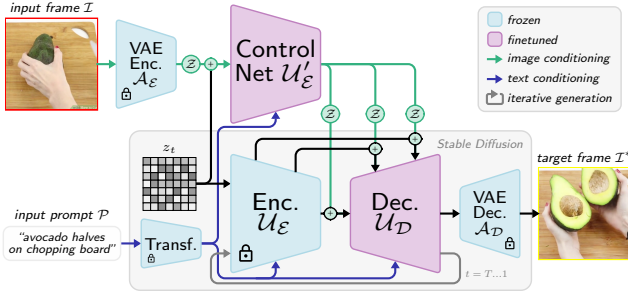 input frame I
VAE
Enc.
A_E
Z
Control
Net U'_E
Z
Z
Z
frozen
finetuned
image conditioning
text conditioning
iterative generation
z_t
Stable Diffusion
target frame I*
Enc.
U_E
Dec.
U_D
VAE
Dec.
A_D
input prompt P
"avocado halves
on chopping board"
Transf.
t = T...1